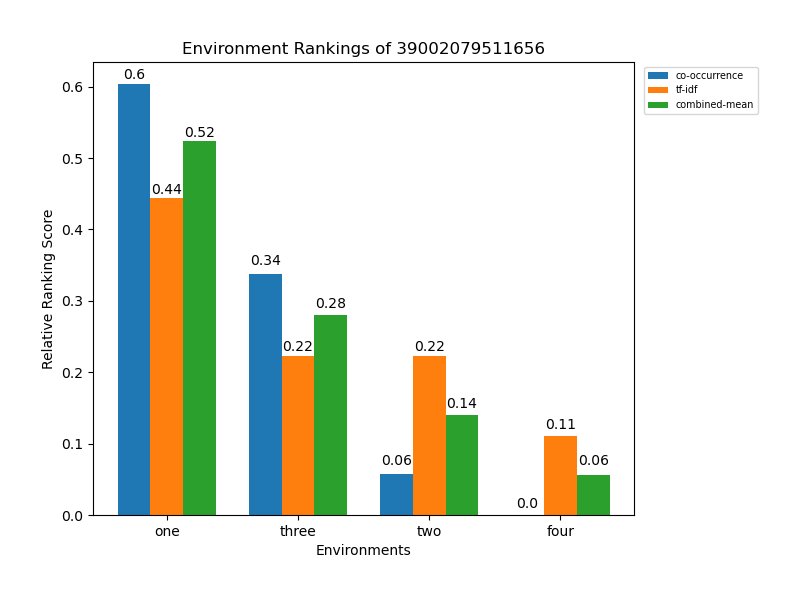 Environment Rankings of 39002079511656
co-occurrence
tf-idf
combined-mean
Relative Ranking Score
0.6
0.5
0.4
0.3
0.2
0.1
0.0
0.6
0.44
0.52
0.34
0.22
0.28
0.06
0.22
0.14
0.0
0.11
0.06
one three two four
Environments